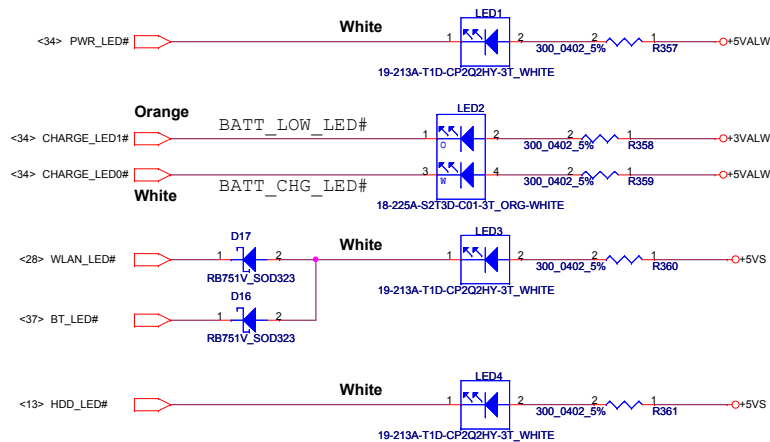 LED1
White
<34> PWR_LED# 1 2 2 1 +5VALW
300_0402_5% R357
19-213A-T1D-CP2Q2HY-3T_WHITE
LED2
Orange
BATT_LOW_LED#
<34> CHARGE_LED1# 1 2 2 1 +3VALW
O 300_0402_5% R358
<34> CHARGE_LED0# 3 4 2 1 +5VALW
W 300_0402_5% R359
White BATT_CHG_LED#
18-225A-S2T3D-C01-3T_ORG-WHITE
D17 White LED3
<28> WLAN_LED# 1 2 1 2 2 1 +5VS
RB751V_SOD323 300_0402_5% R360
19-213A-T1D-CP2Q2HY-3T_WHITE
D16
<37> BT_LED# 1 2
RB751V_SOD323
LED4
White
<13> HDD_LED# 1 2 2 1 +5VS
300_0402_5% R361
19-213A-T1D-CP2Q2HY-3T_WHITE